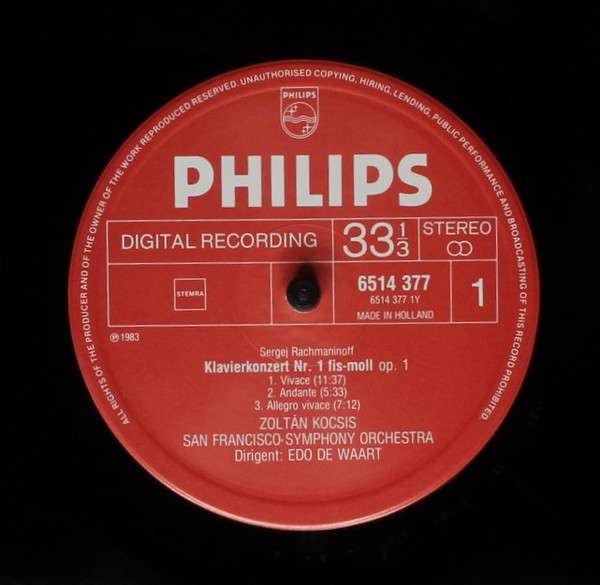 ALL RIGHTS OF THE PRODUCER AND OF THE OWNER OF THE WORK REPRODUCED RESERVED. UNAUTHORISED COPYING, HIRING, LENDING, PUBLIC PERFORMANCE AND BROADCASTING OF THIS RECORD PROHIBITED.
PHILIPS
PHILIPS
DIGITAL RECORDING
33 1/3
STEREO
STEMRA
6514 377
6514 377.1Y
MADE IN HOLLAND
1
℗ 1983
Sergej Rachmaninoff
Klavierkonzert Nr. 1 fis-moll op. 1
1. Vivace (11:37)
2. Andante (5:33)
3. Allegro vivace (7:12)
ZOLTÁN KOCSIS
SAN FRANCISCO-SYMPHONY ORCHESTRA
Dirigent: EDO DE WAART